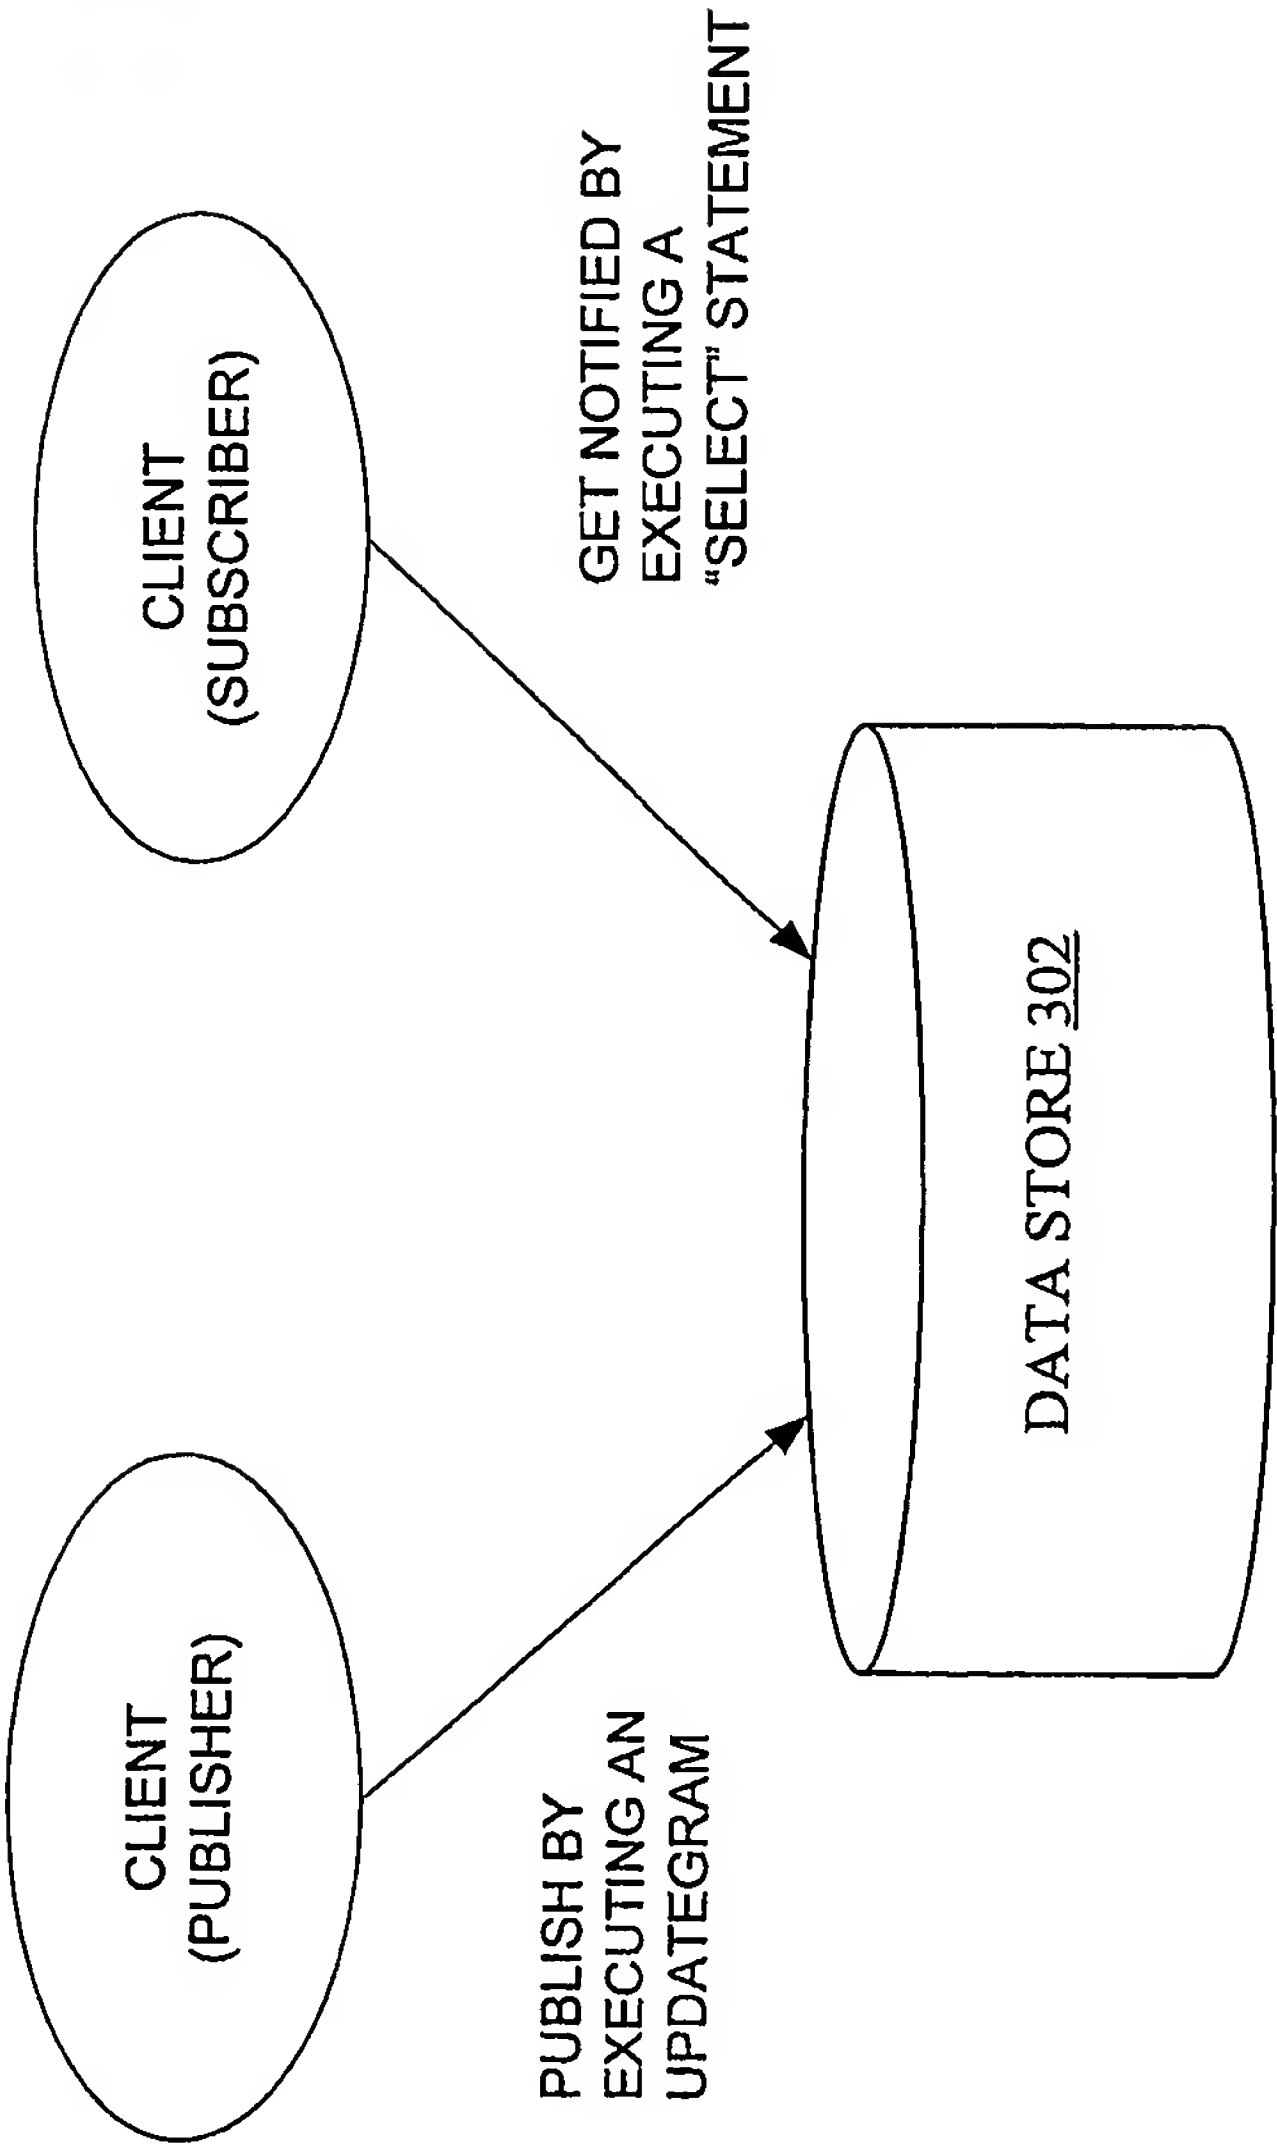 CLIENT
(PUBLISHER)
CLIENT
(SUBSCRIBER)
PUBLISH BY
EXECUTING AN
UPDATEGRAM
GET NOTIFIED BY
EXECUTING A
“SELECT” STATEMENT
DATA STORE 302